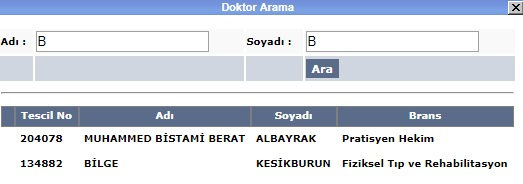 Doktor Arama
Adı : B Soyadı : B
Ara
Tescil No Adı Soyadı Brans
204078 MUHAMMED BİSTAMİ BERAT ALBAYRAK Pratisyen Hekim
134882 BİLGE KESİKBURUN Fiziksel Tıp ve Rehabilitasyon